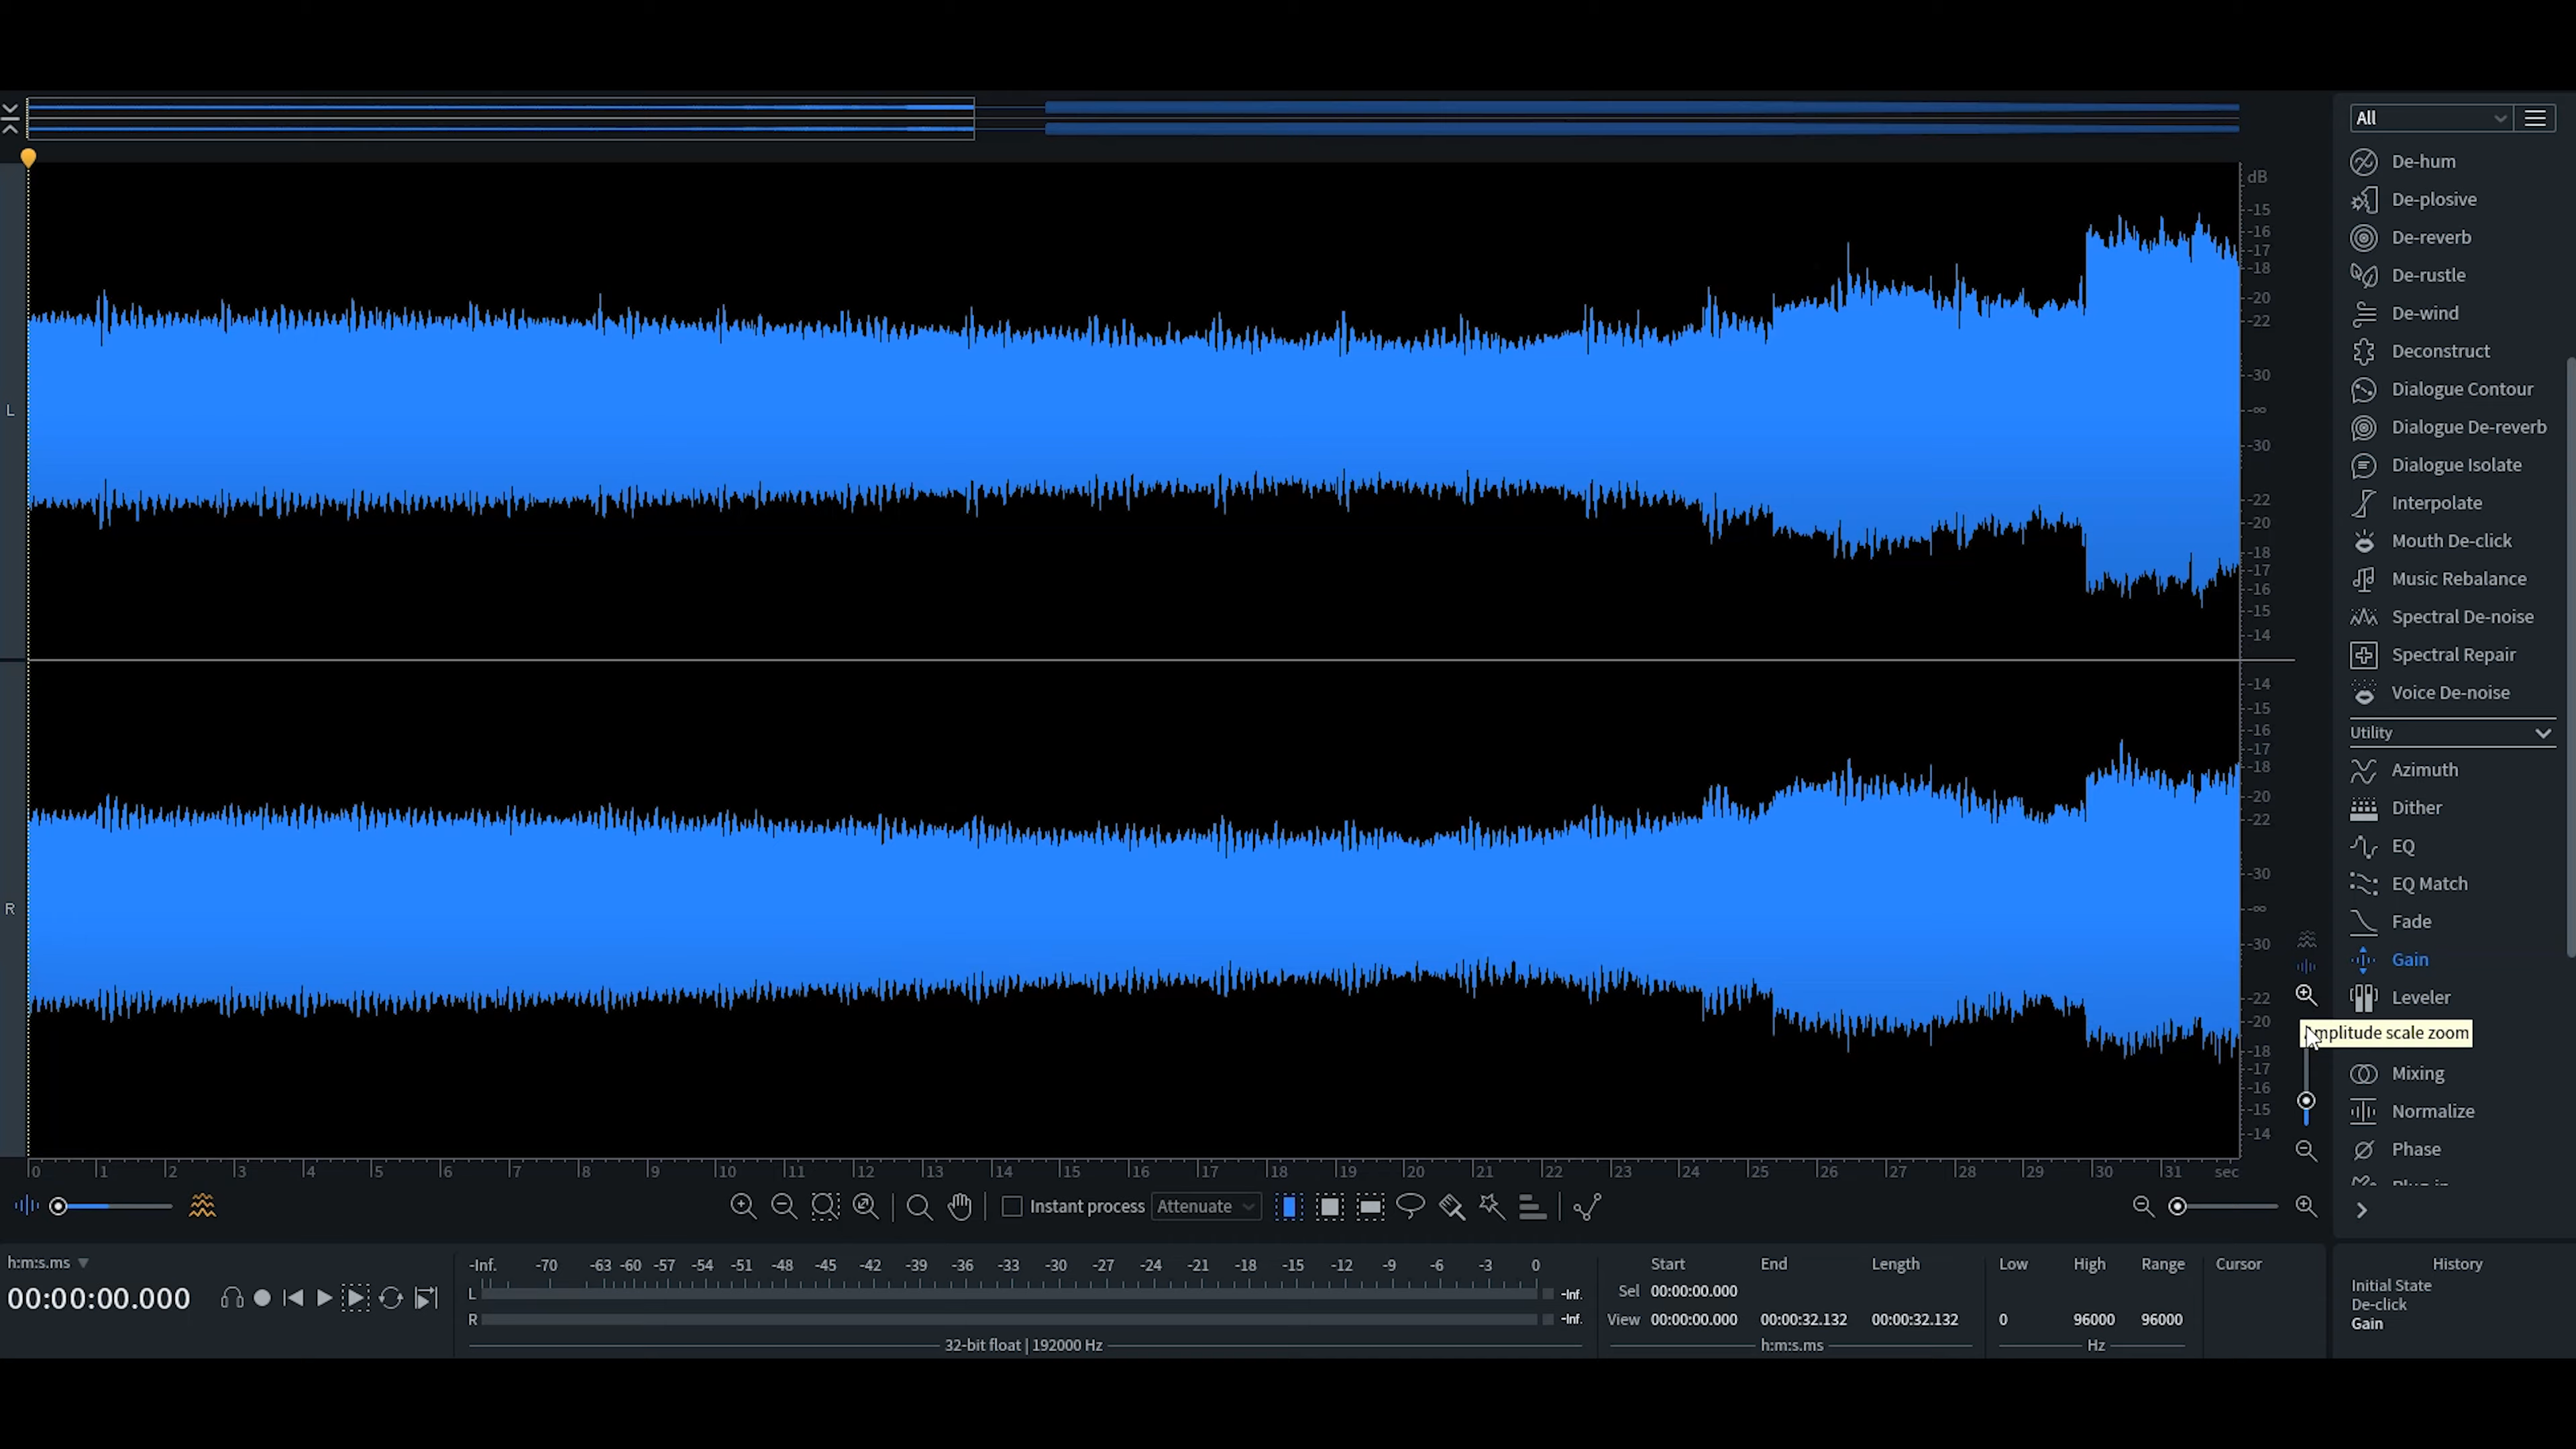 All
De-hum
De-plosive
De-reverb
De-rustle
De-wind
Deconstruct
Dialogue Contour
Dialogue De-reverb
Dialogue Isolate
Interpolate
Mouth De-click
Music Rebalance
Spectral De-noise
Spectral Repair
Voice De-noise
Utility
Azimuth
Dither
EQ
EQ Match
Fade
Gain
Leveler
mplitude scale zoom
Mixing
Normalize
Phase
L
R
dB
-15
-16
-17
-18
-20
-22
-30
-∞
-30
-22
-20
-18
-17
-16
-15
-14
-14
-15
-16
-17
-18
-20
-22
-30
-∞
-30
-22
-20
-18
-17
-16
-15
-14
0 1 2 3 4 5 6 7 8 9 10 11 12 13 14 15 16 17 18 19 20 21 22 23 24 25 26 27 28 29 30 31 sec
Instant process Attenuate
h:m:s.ms
00:00:00.000
-Inf. -70 -63 -60 -57 -54 -51 -48 -45 -42 -39 -36 -33 -30 -27 -24 -21 -18 -15 -12 -9 -6 -3 0
L -Inf.
R -Inf.
32-bit float | 192000 Hz
Start End Length
Sel 00:00:00.000
View 00:00:00.000 00:00:32.132 00:00:32.132
h:m:s.ms
Low High Range
0 96000 96000
Hz
Cursor
History
Initial State
De-click
Gain